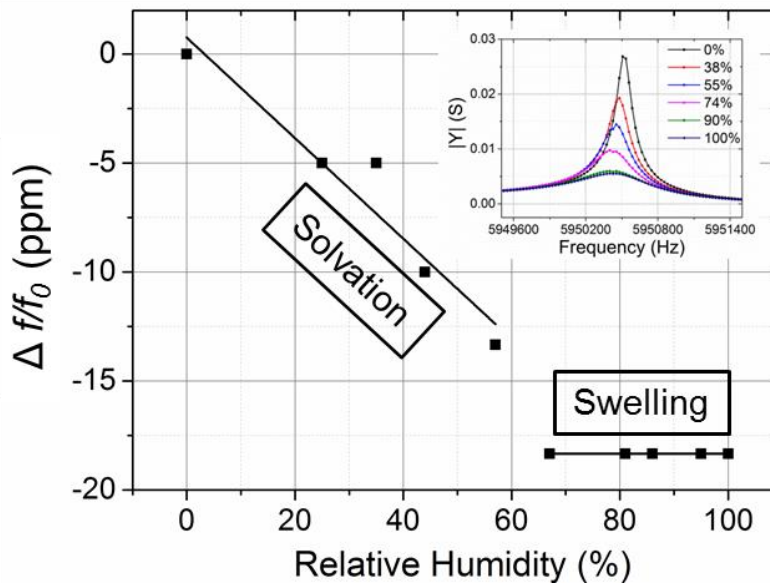 0
-5
-10
-15
-20
Δ f/f0 (ppm)
0 20 40 60 80 100
Relative Humidity (%)
Solvation
Swelling
0.03
0.02
0.01
0.00
|Y| (S)
5949600 5950200 5950800 5951400
Frequency (Hz)
0%
38%
55%
74%
90%
100%